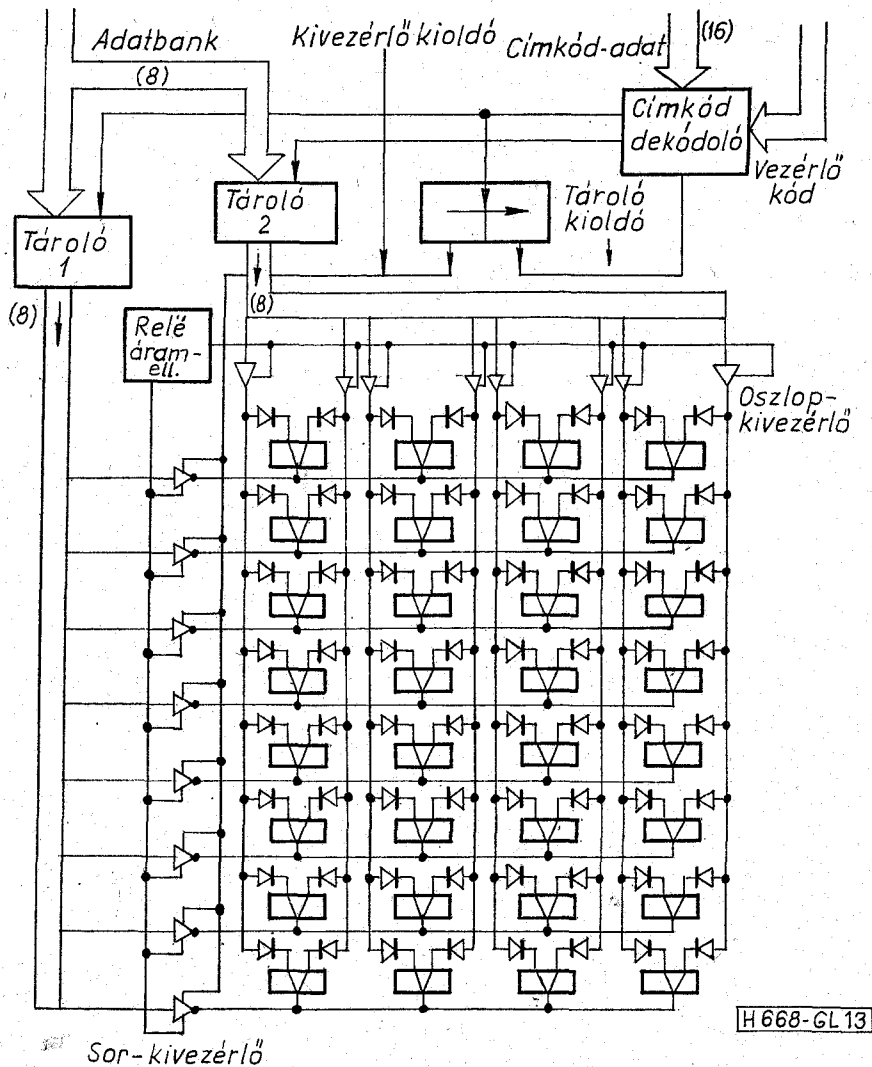 Adatbank
(8)
Kivezérlő kioldó
Címkód-adat
(16)
Címkód
dekódoló
Vezérlő
kód
Tároló
1
Tároló
2
Tároló
kioldó
(8)
(8)
Relë
áram-
ell.
Oszlop-
kivezérlő
Sor-kivezérlő
H 668-GL 13